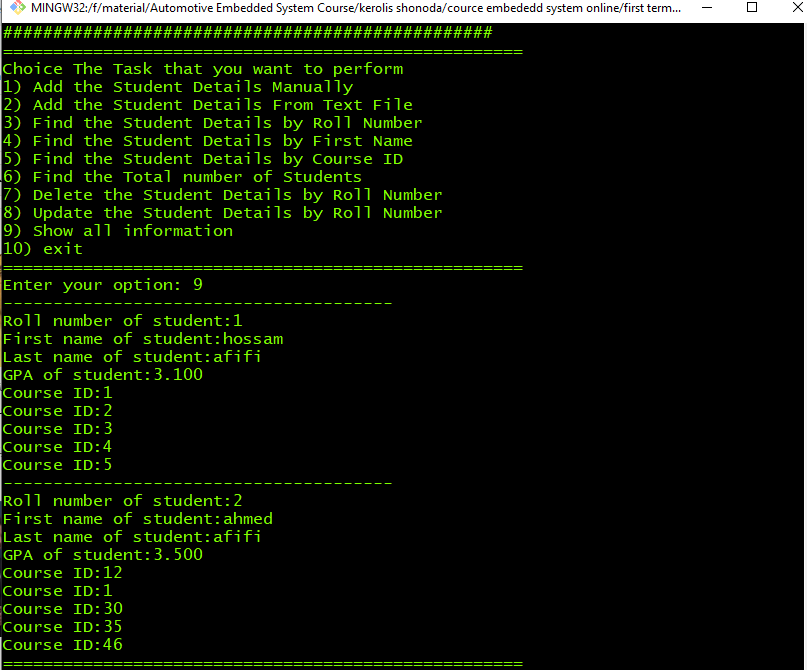 MINGW32:/f/material/Automotive Embedded System Course/kerolis shonoda/cource embededd system online/first term...
#################################################
====================================================
Choice The Task that you want to perform
1) Add the Student Details Manually
2) Add the Student Details From Text File
3) Find the Student Details by Roll Number
4) Find the Student Details by First Name
5) Find the Student Details by Course ID
6) Find the Total number of Students
7) Delete the Student Details by Roll Number
8) Update the Student Details by Roll Number
9) Show all information
10) exit
====================================================
Enter your option: 9
---------------------------------------
Roll number of student:1
First name of student:hossam
Last name of student:afifi
GPA of student:3.100
Course ID:1
Course ID:2
Course ID:3
Course ID:4
Course ID:5
---------------------------------------
Roll number of student:2
First name of student:ahmed
Last name of student:afifi
GPA of student:3.500
Course ID:12
Course ID:1
Course ID:30
Course ID:35
Course ID:46
====================================================